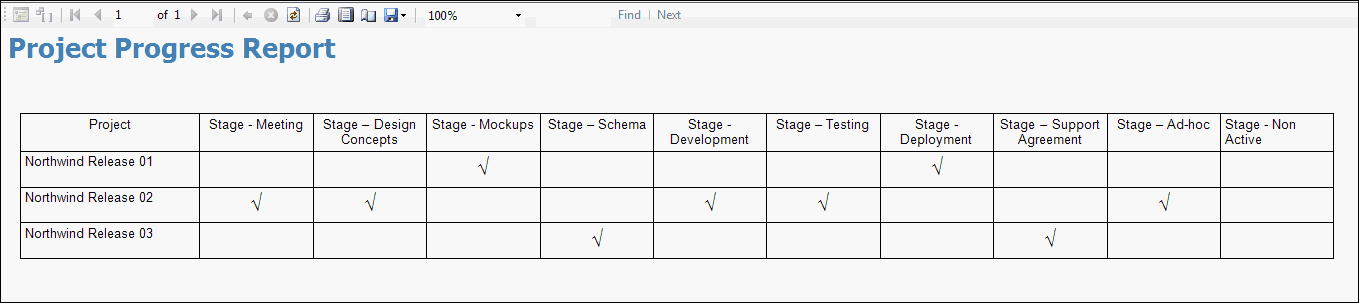 1 of 1 100% Find | Next
Project Progress Report
Project Stage - Meeting Stage – Design Concepts Stage - Mockups Stage – Schema Stage - Development Stage – Testing Stage - Deployment Stage – Support Agreement Stage – Ad-hoc Stage - Non Active
Northwind Release 01 √ √
Northwind Release 02 √ √ √ √ √
Northwind Release 03 √ √